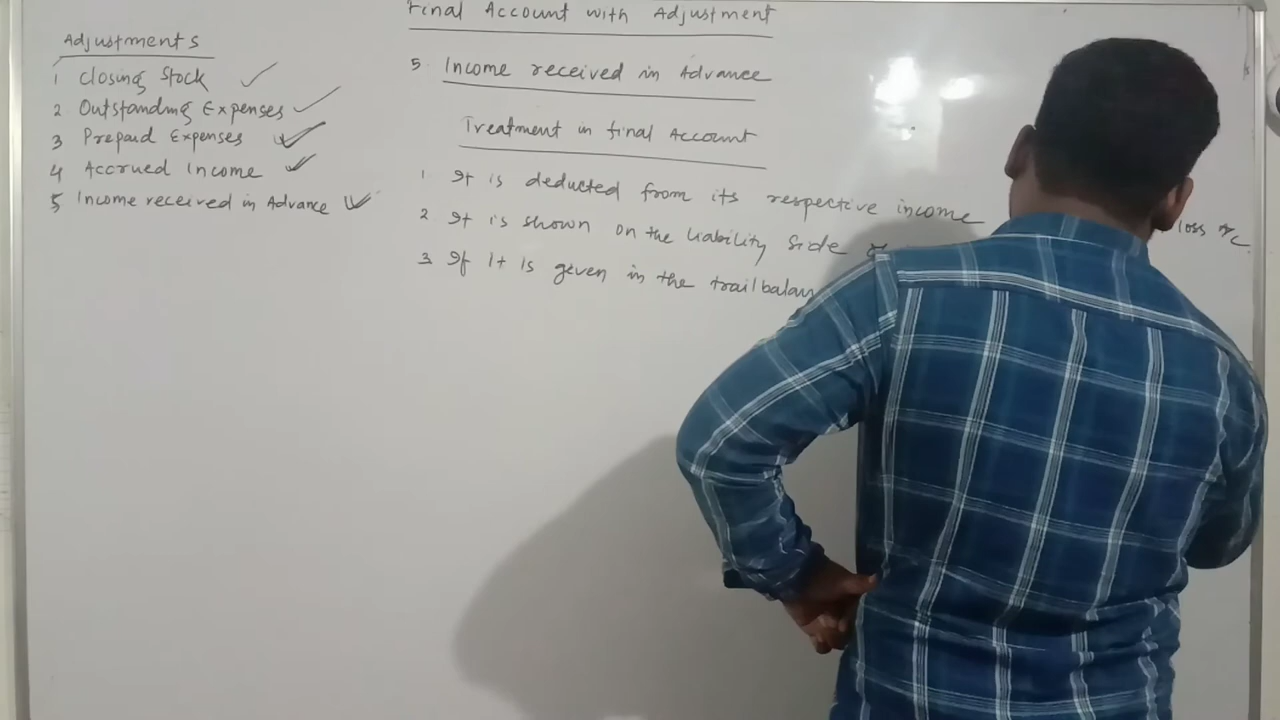 Final Account with Adjustment
Adjustments
1 Closing Stock
2 Outstanding Expenses
3 Prepaid Expenses
4 Accrued Income
5 Income received in Advance
5. Income received in Advance
Treatment in final Account
1. It is deducted from its respective income loss A/c
2 It is shown on the liability side
3 If It is given in the trailbalan